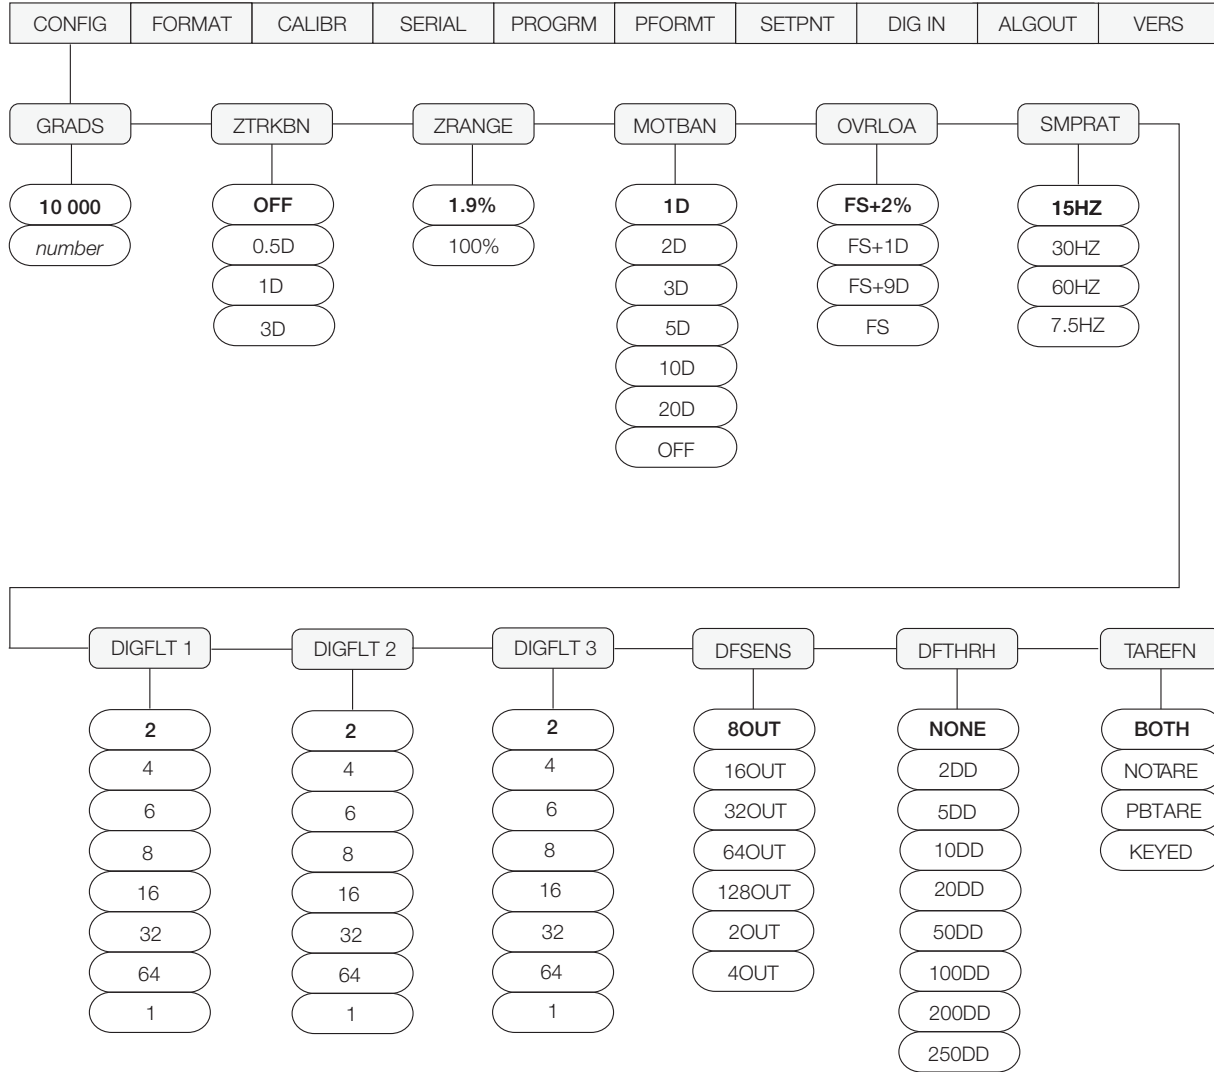 CONFIG FORMAT CALIBR SERIAL PROGRM PFORMT SETPNT DIG IN ALGOUT VERS
GRADS ZTRKBN ZRANGE MOTBAN OVRLOA SMPRAT
10 000 OFF 1.9% 1D FS+2% 15HZ
number 0.5D 100% 2D FS+1D 30HZ
1D 3D FS+9D 60HZ
3D 5D FS 7.5HZ
10D
20D
OFF
DIGFLT 1 DIGFLT 2 DIGFLT 3 DFSENS DFTHRH TAREFN
2 2 2 8OUT NONE BOTH
4 4 4 16OUT 2DD NOTARE
6 6 6 32OUT 5DD PBTARE
8 8 8 64OUT 10DD KEYED
16 16 16 128OUT 20DD
32 32 32 2OUT 50DD
64 64 64 4OUT 100DD
1 1 1 200DD
250DD